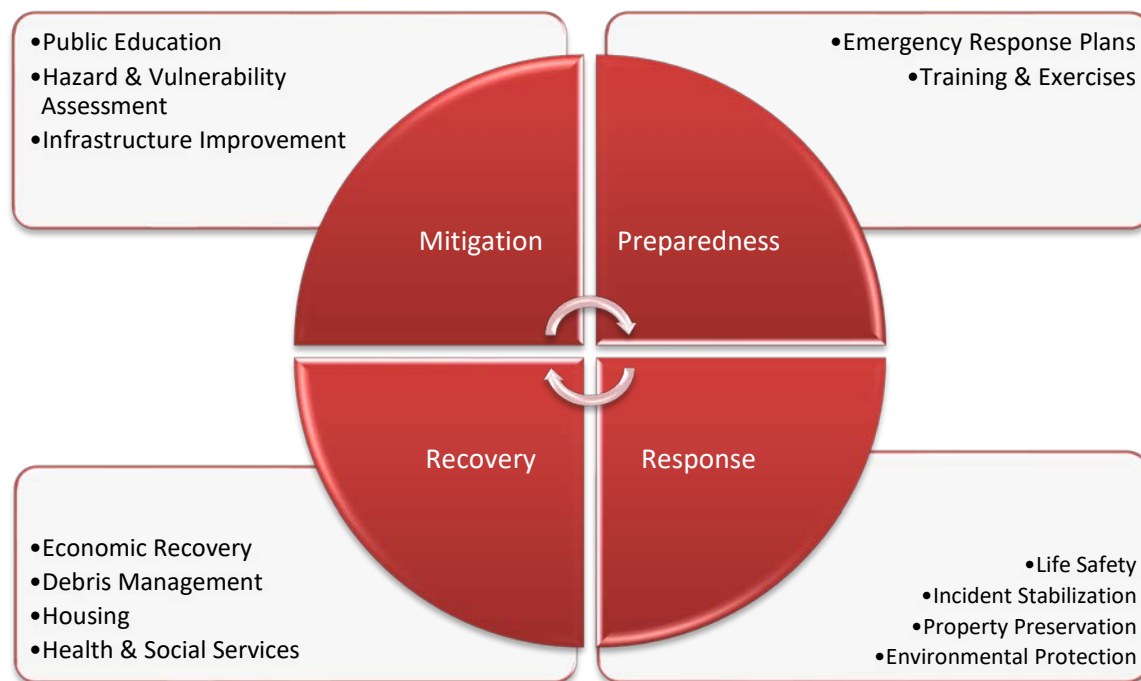 •Public Education
•Hazard & Vulnerability
Assessment
•Infrastructure Improvement
•Emergency Response Plans
•Training & Exercises
Mitigation
Preparedness
Recovery
Response
•Economic Recovery
•Debris Management
•Housing
•Health & Social Services
•Life Safety
•Incident Stabilization
•Property Preservation
•Environmental Protection